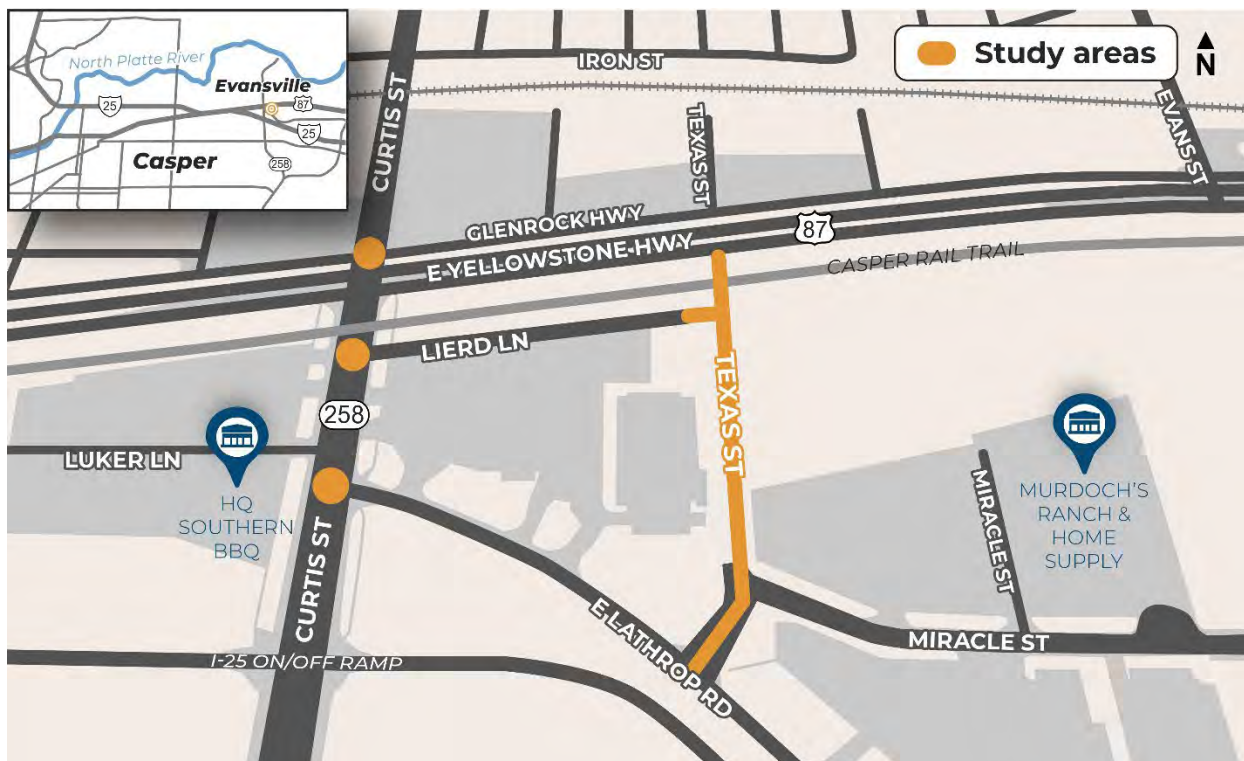 North Platte River
Evansville
87
25
25
Casper
258
Study areas
N
IRON ST
CURTIS ST
TEXAS ST
EVANS ST
GLENROCK HWY
E YELLOWSTONE HWY
87
CASPER RAIL TRAIL
LIERD LN
TEXAS ST
258
LUKER LN
HQ
SOUTHERN
BBQ
MURDOCH'S
RANCH &
HOME
SUPPLY
MIRACLE ST
CURTIS ST
E LATHROP RD
MIRACLE ST
I-25 ON/OFF RAMP